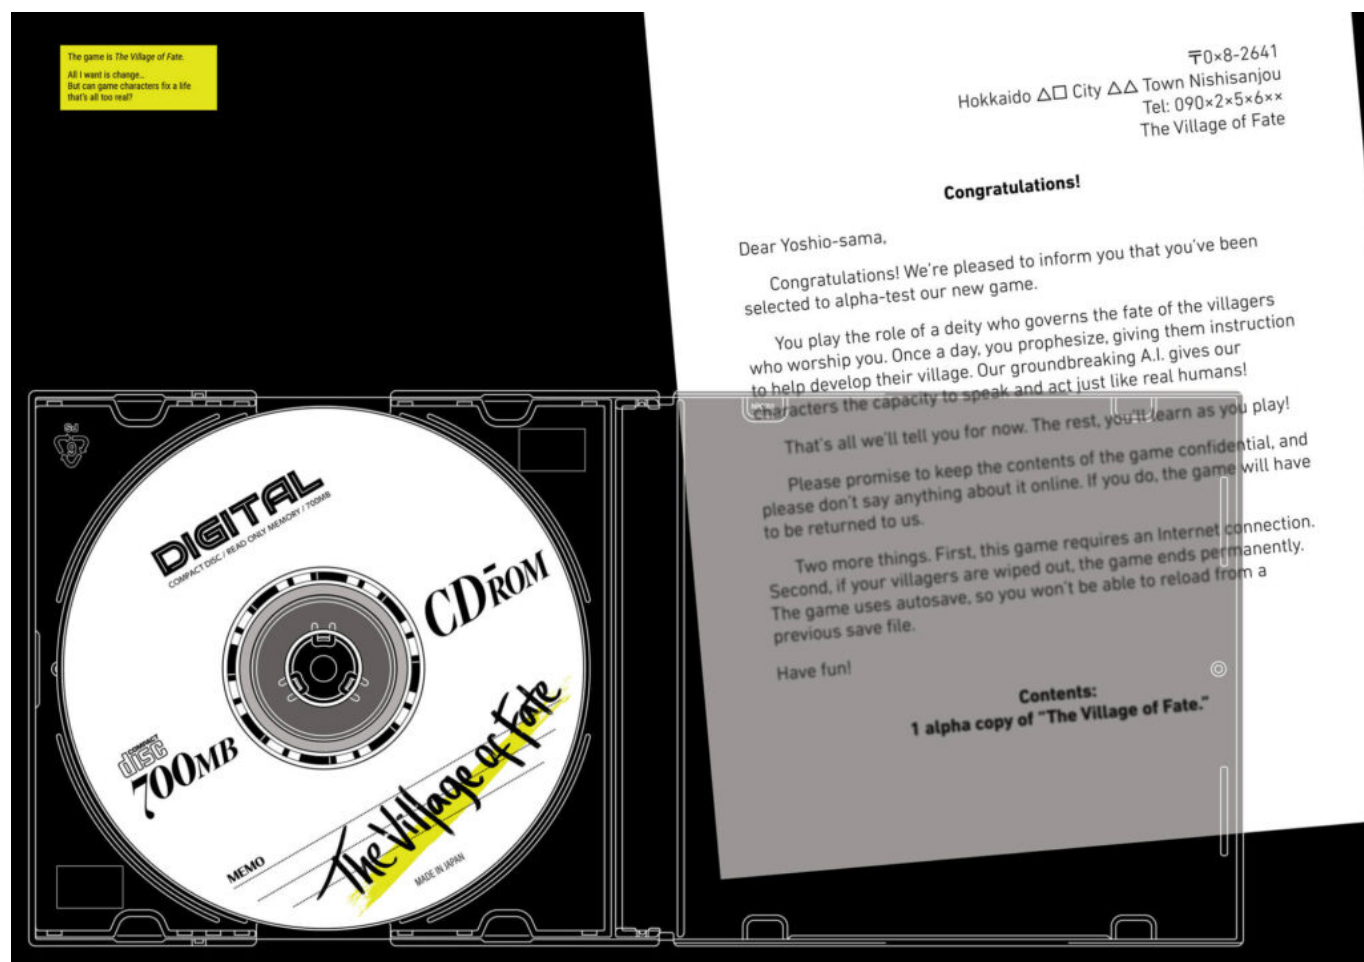 The game is The Village of Fate.
All I want is change...
But can game characters fix a life
that's all too real?
〒0×8-2641
Hokkaido △□ City △△ Town Nishisanjou
Tel: 090×2×5×6××
The Village of Fate
Congratulations!
Dear Yoshio-sama,
Congratulations! We're pleased to inform you that you've been
selected to alpha-test our new game.
You play the role of a deity who governs the fate of the villagers
who worship you. Once a day, you prophesize, giving them instruction
to help develop their village. Our groundbreaking A.I. gives our
characters the capacity to speak and act just like real humans!
That's all we'll tell you for now. The rest, you'll learn as you play!
Please promise to keep the contents of the game confidential, and
please don't say anything about it online. If you do, the game will have
to be returned to us.
Two more things. First, this game requires an Internet connection.
Second, if your villagers are wiped out, the game ends permanently.
The game uses autosave, so you won't be able to reload from a
previous save file.
Have fun!
Contents:
1 alpha copy of "The Village of Fate."
PS
6
DIGITAL
COMPACT DISC / READ ONLY MEMORY / 700MB
CD-ROM
COMPACT
disc
700MB
MEMO
The Village of Fate
MADE IN JAPAN